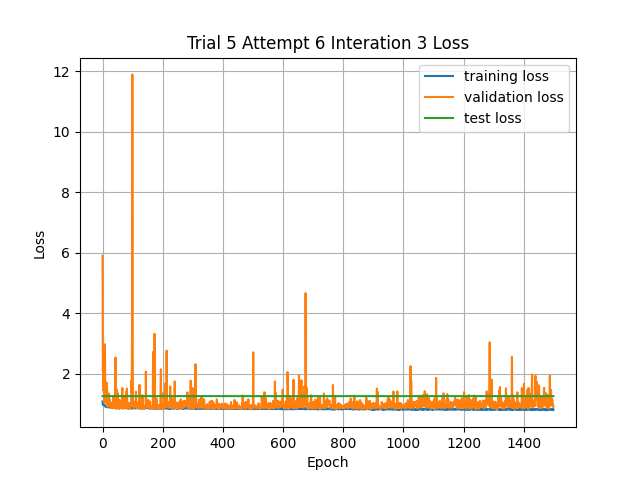 Trial 5 Attempt 6 Interation 3 Loss
training loss
validation loss
test loss
12
10
8
6
4
2
Loss
0 200 400 600 800 1000 1200 1400
Epoch